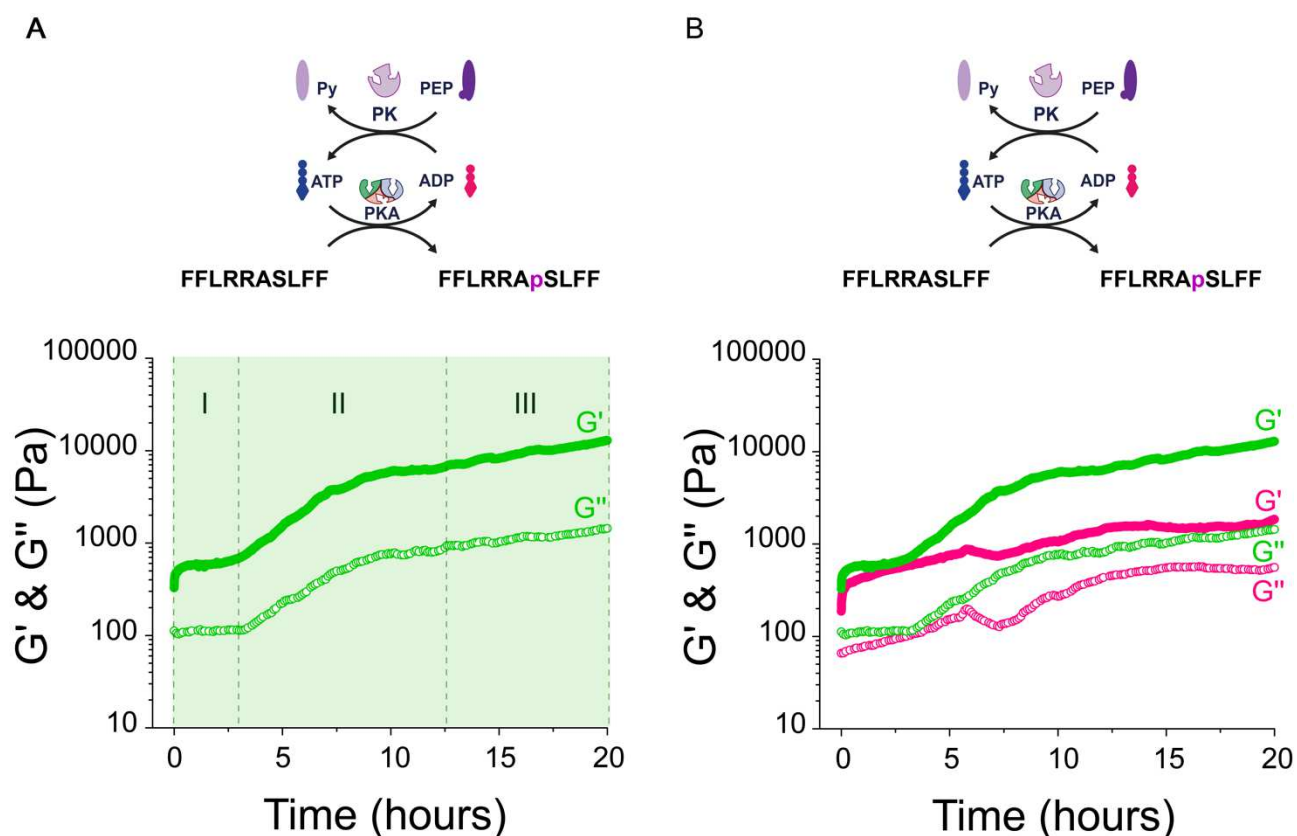 A
Py PK PEP
ATP PKA ADP
FFLRRASLFF FFLRRApSLFF
G' & G" (Pa)
100000
10000
1000
100
10
I II III
G'
G"
0 5 10 15 20
Time (hours)
B
Py PK PEP
ATP PKA ADP
FFLRRASLFF FFLRRApSLFF
G' & G" (Pa)
100000
10000
1000
100
10
G'
G'
G"
G"
0 5 10 15 20
Time (hours)